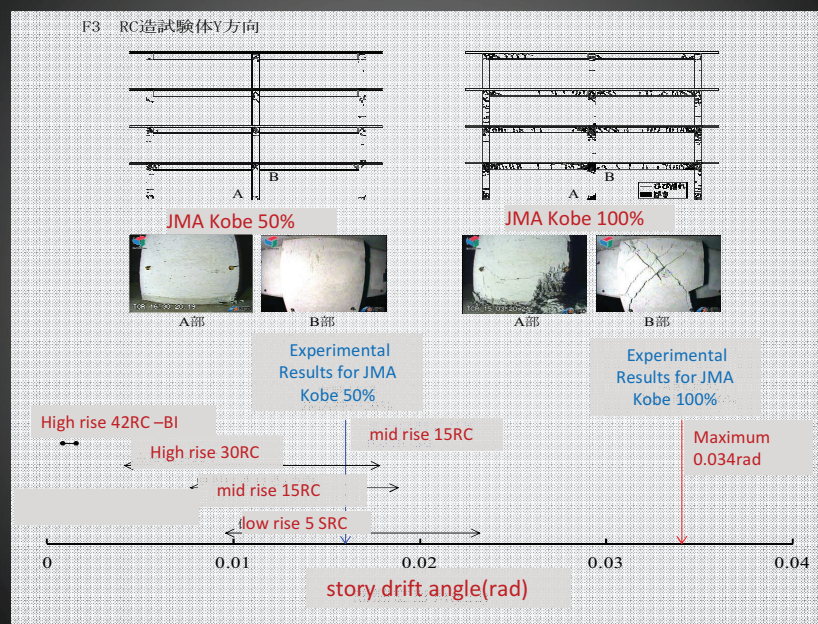 F3 RC造試験体Y方向
B
A
B
A
JMA Kobe 50%
JMA Kobe 100%
A部
B部
A部
B部
Experimental
Results for JMA
Kobe 50%
Experimental
Results for JMA
Kobe 100%
High rise 42RC –BI
mid rise 15RC
Maximum
0.034rad
High rise 30RC
mid rise 15RC
low rise 5 SRC
0
0.01
0.02
0.03
0.04
story drift angle(rad)